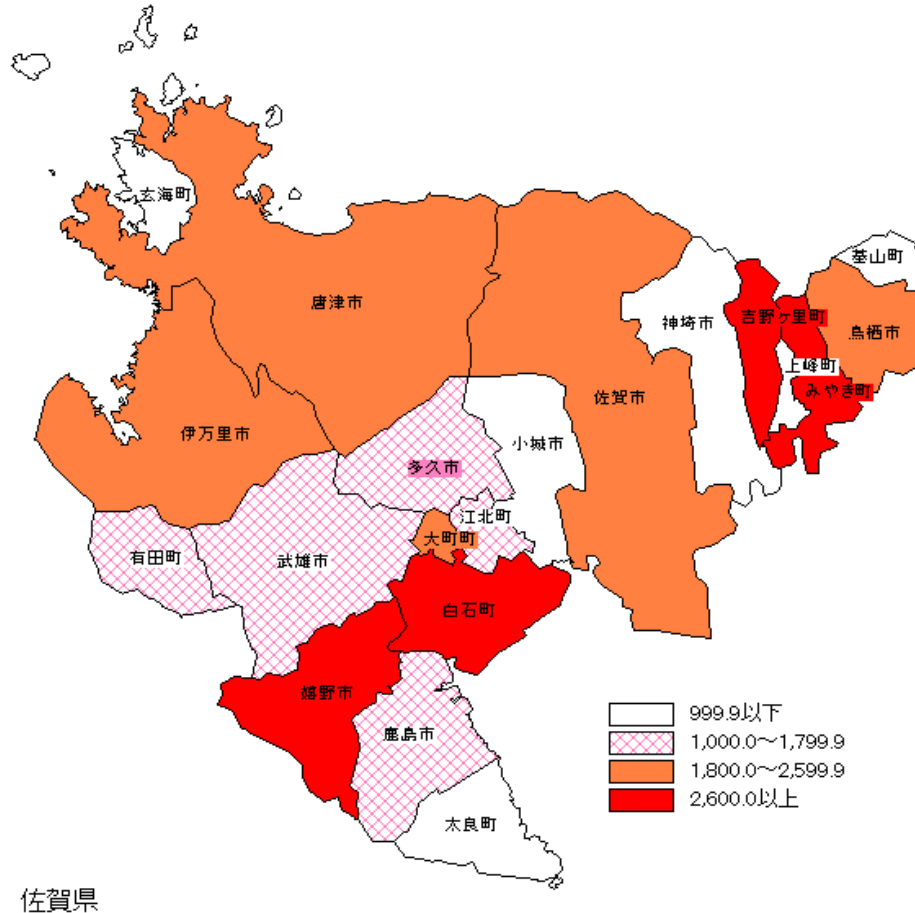 玄海町
基山町
唐津市
神埼市
吉野ヶ里町
鳥栖市
上峰町
みやき町
佐賀市
伊万里市
小城市
多久市
江北町
大町町
有田町
武雄市
白石町
嬉野市
鹿島市
太良町
999.9以下
1,000.0～1,799.9
1,800.0～2,599.9
2,600.0以上
佐賀県